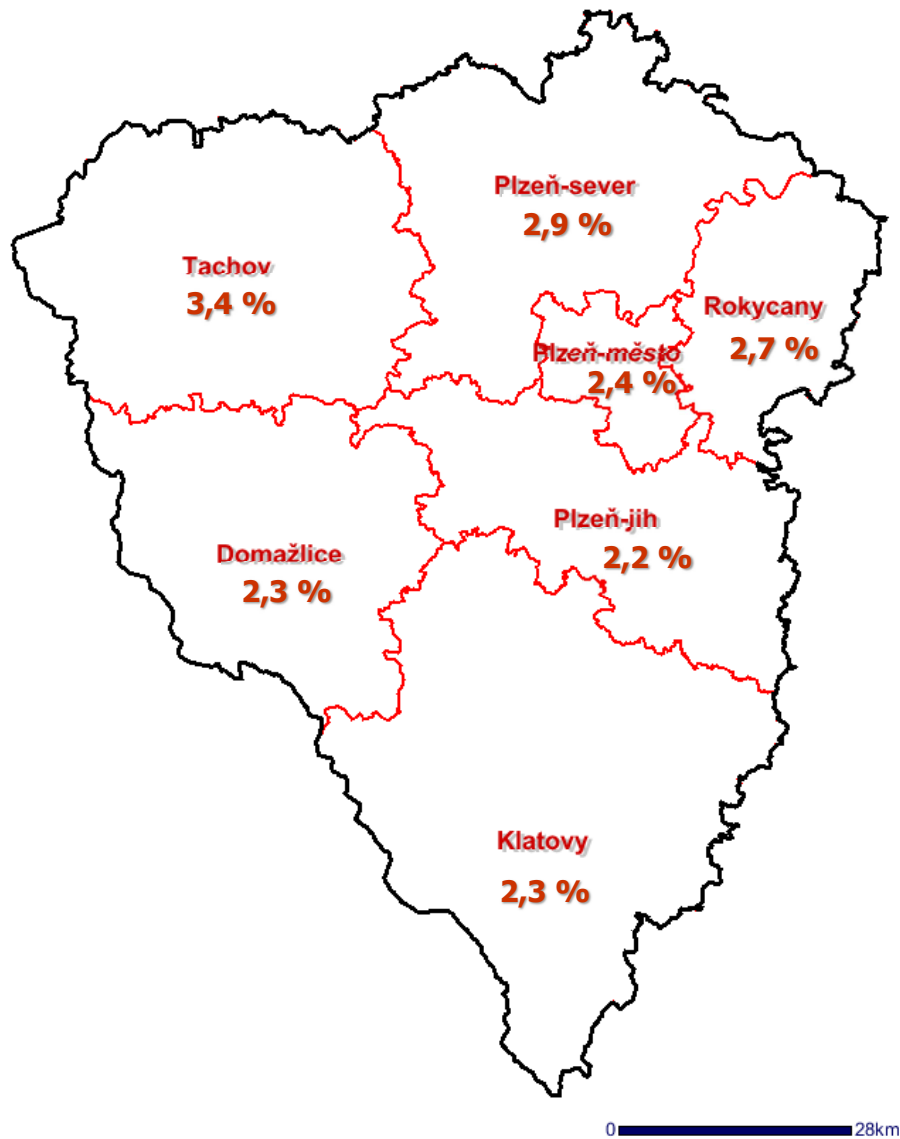 Plzeň-sever
2,9 %
Tachov
3,4 %
Rokycany
2,7 %
Plzeň-město
2,4 %
Plzeň-jih
2,2 %
Domažlice
2,3 %
Klatovy
2,3 %
0 28km